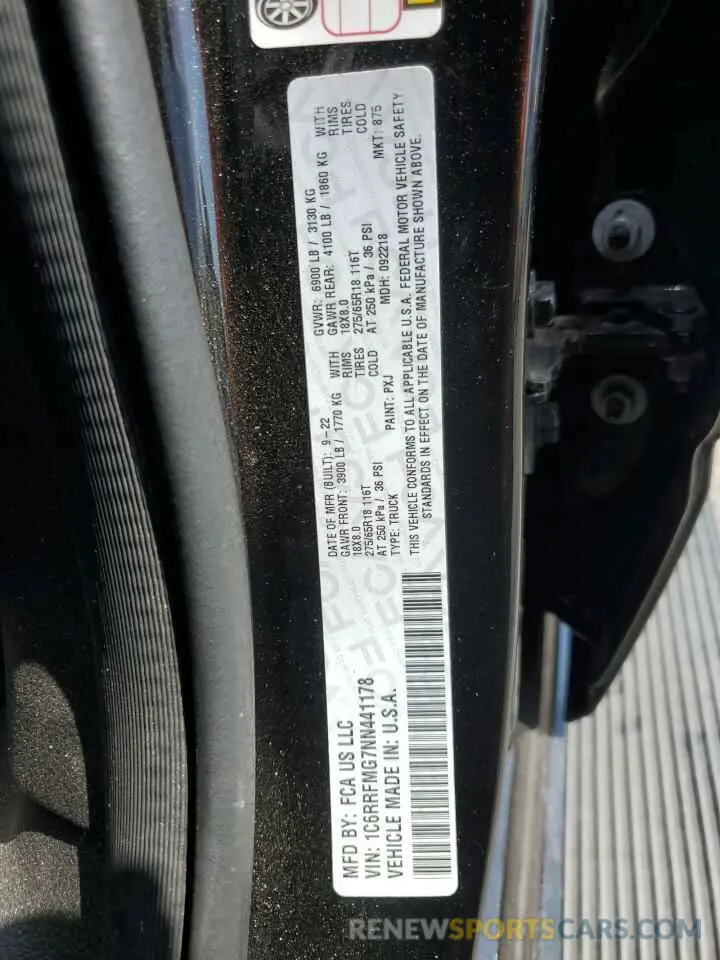 MFD BY: FCA US LLC
VIN: 1C6RRFMG7NN441178
VEHICLE MADE IN: U.S.A.
DATE OF MFR (BUILT): 9-22 GVWR: 6900 LB / 3130 KG
GAWR FRONT: 3900 LB / 1770 KG WITH GAWR REAR: 4100 LB / 1860 KG WITH
18X8.0 RIMS 18X8.0 RIMS
275/65R18 116T TIRES 275/65R18 116T TIRES
AT 250 kPa / 36 PSI COLD AT 250 kPa / 36 PSI COLD
TYPE: TRUCK PAINT: PXJ MDH: 092218 MKT: 875
THIS VEHICLE CONFORMS TO ALL APPLICABLE U.S.A. FEDERAL MOTOR VEHICLE SAFETY
STANDARDS IN EFFECT ON THE DATE OF MANUFACTURE SHOWN ABOVE.
RENEWSPORTSCARS.COM